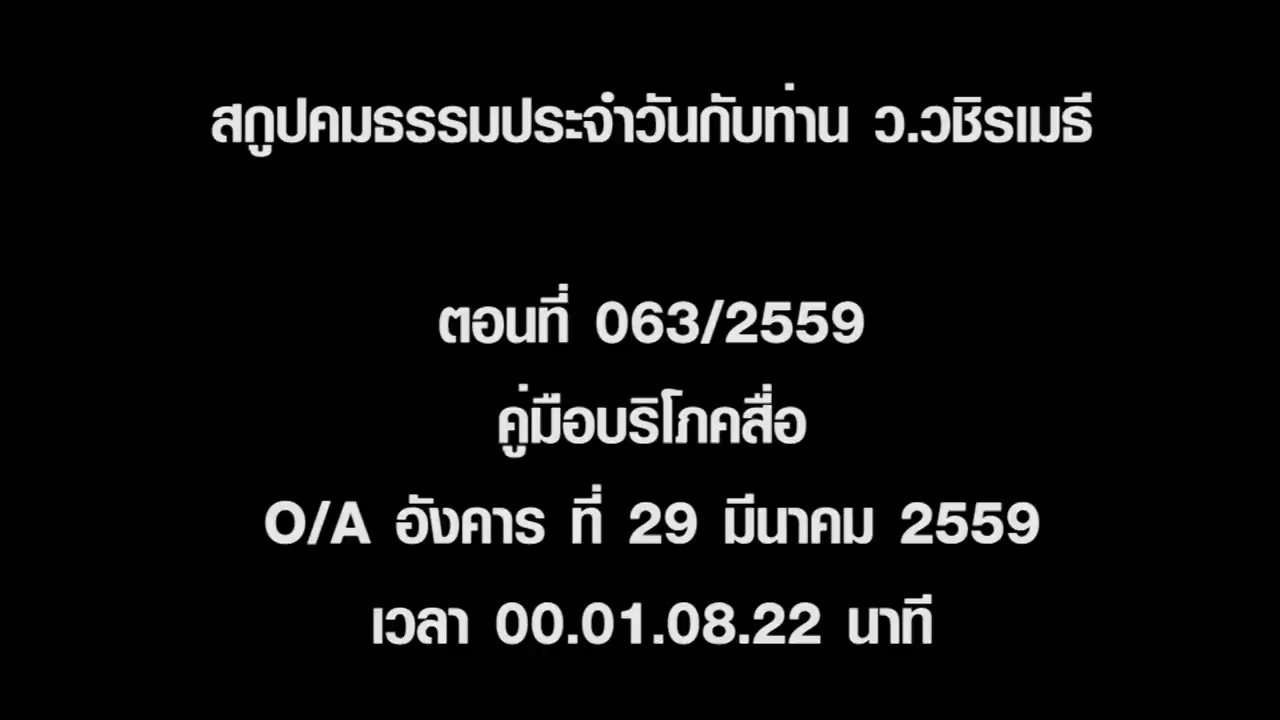 สกูปคมธรรมประจำวันกับท่าน ว.วชิรเมธี
ตอนที่ 063/2559
คู่มือบริโภคสื่อ
O/A อังคาร ที่ 29 มีนาคม 2559
เวลา 00.01.08.22 นาที